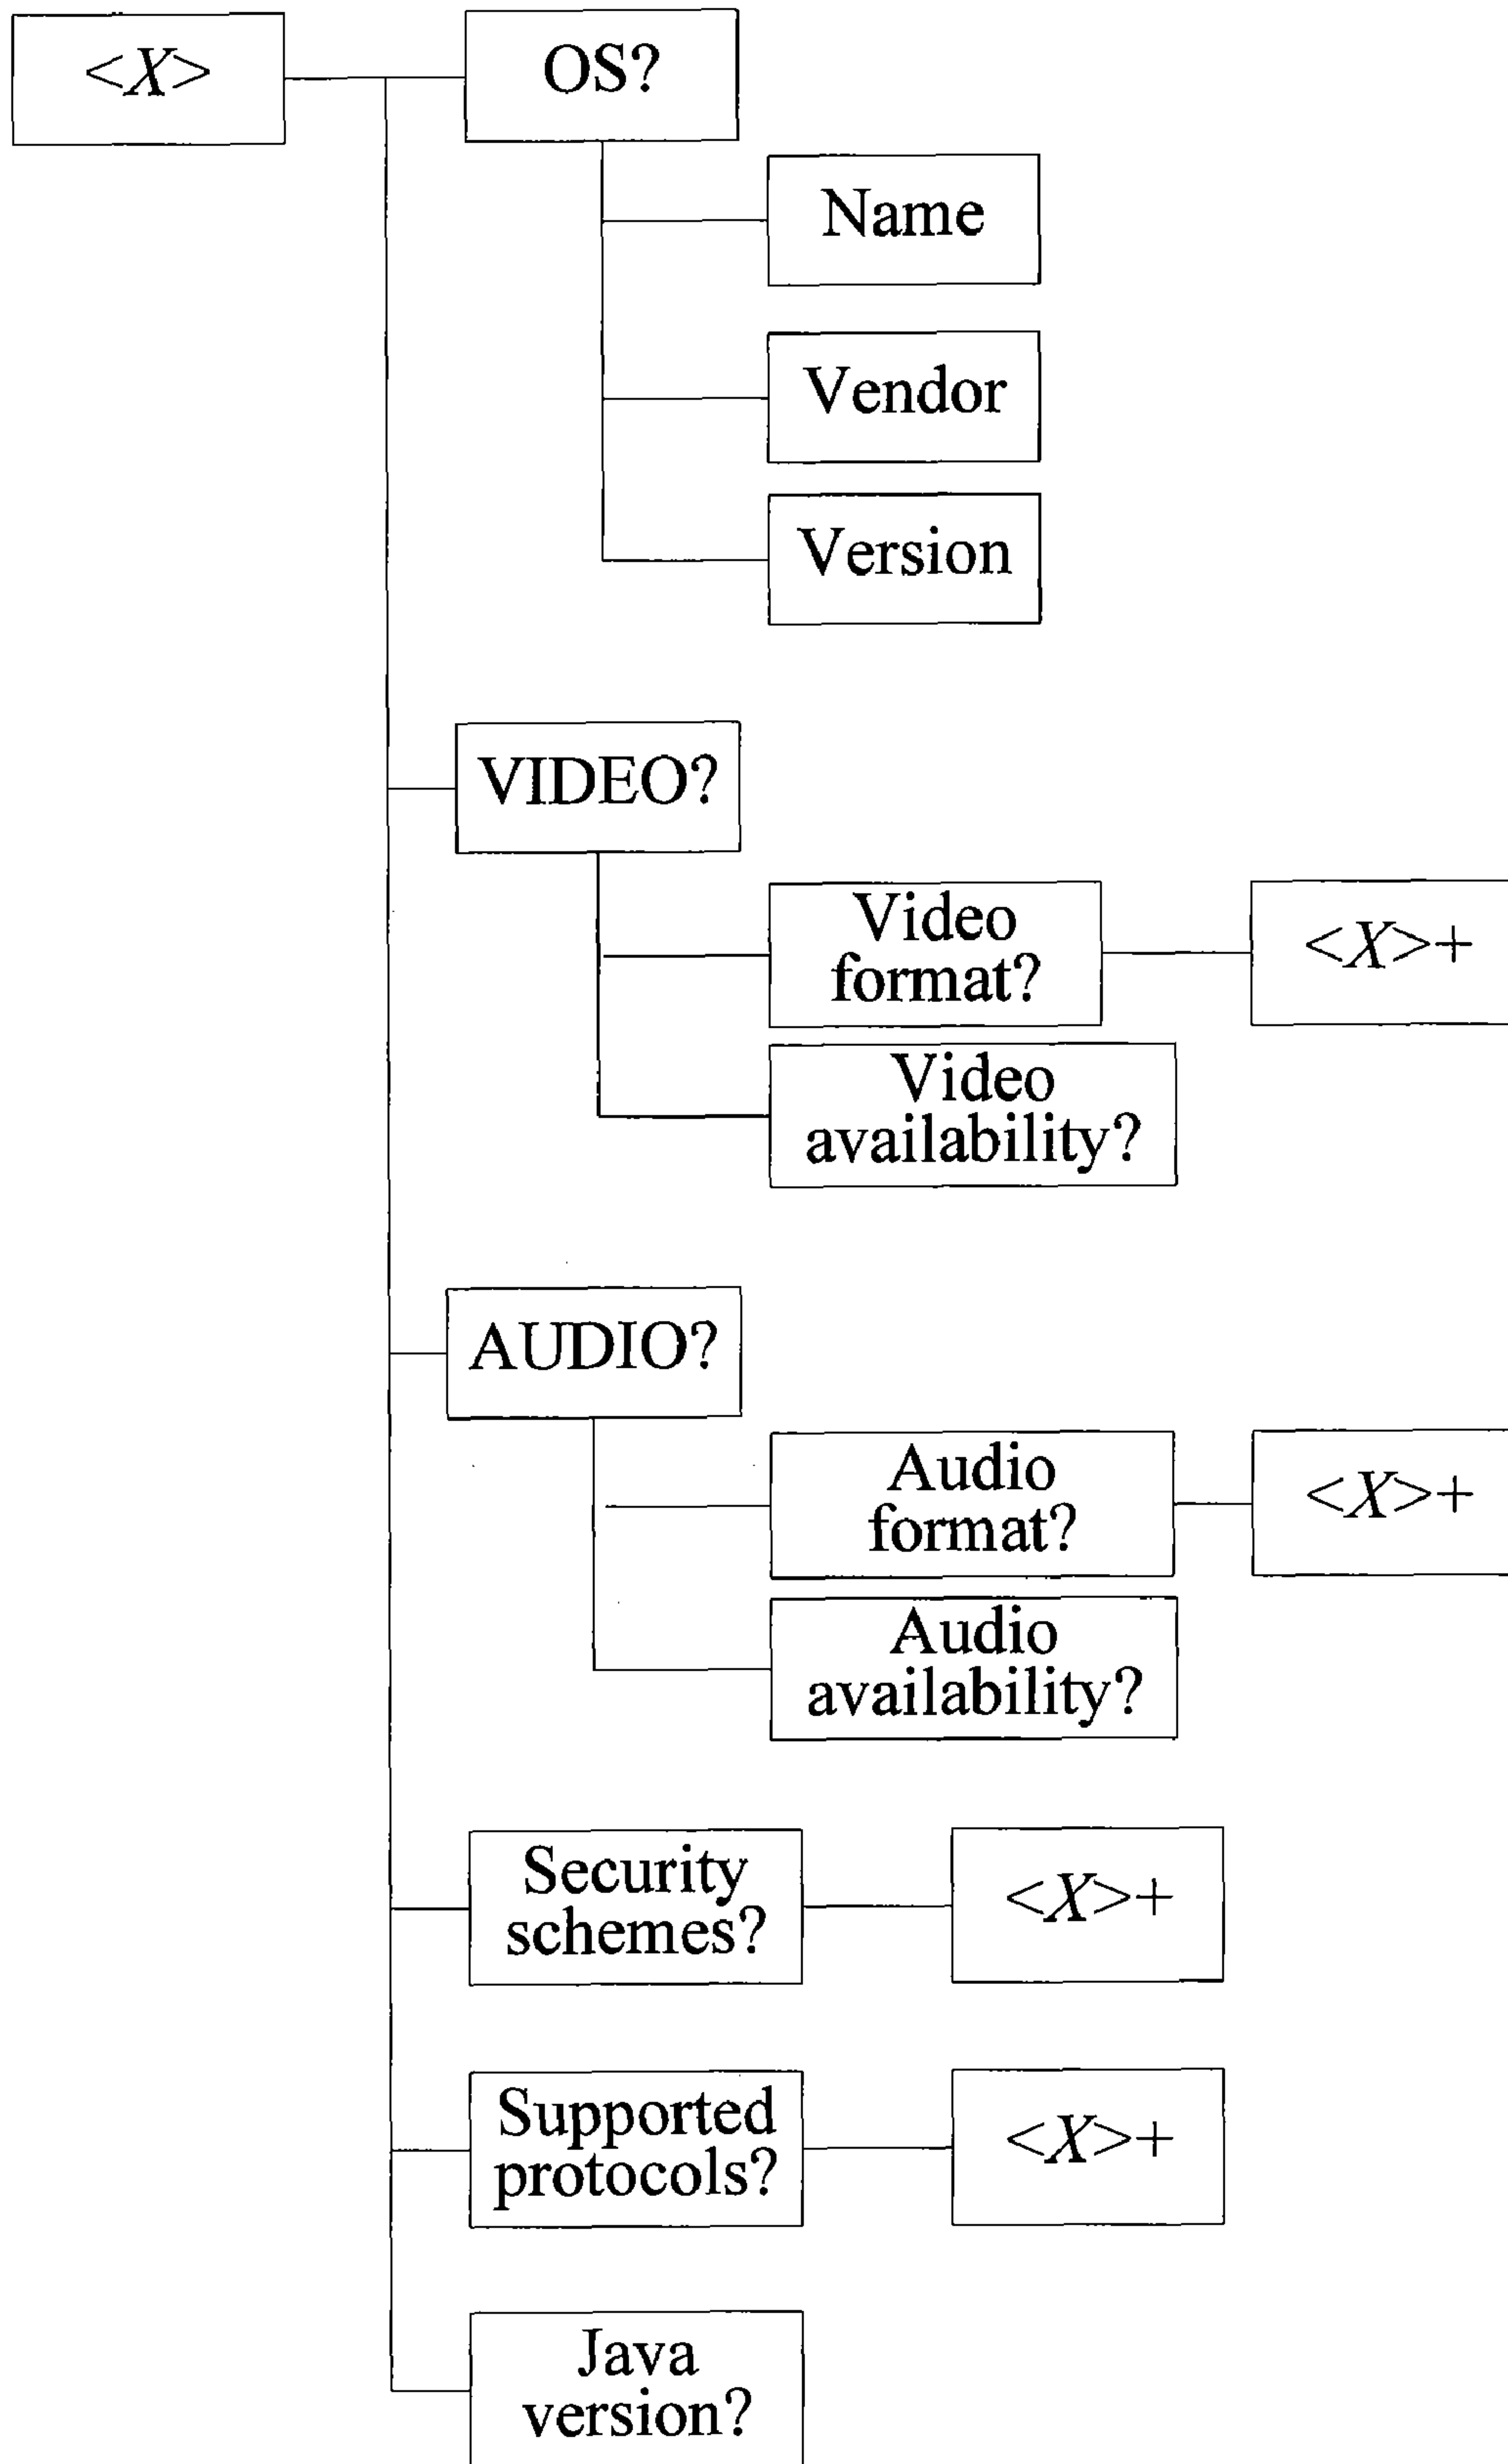 <X>
OS?
Name
Vendor
Version
VIDEO?
Video
format?
<X>+
Video
availability?
AUDIO?
Audio
format?
<X>+
Audio
availability?
Security
schemes?
<X>+
Supported
protocols?
<X>+
Java
version?